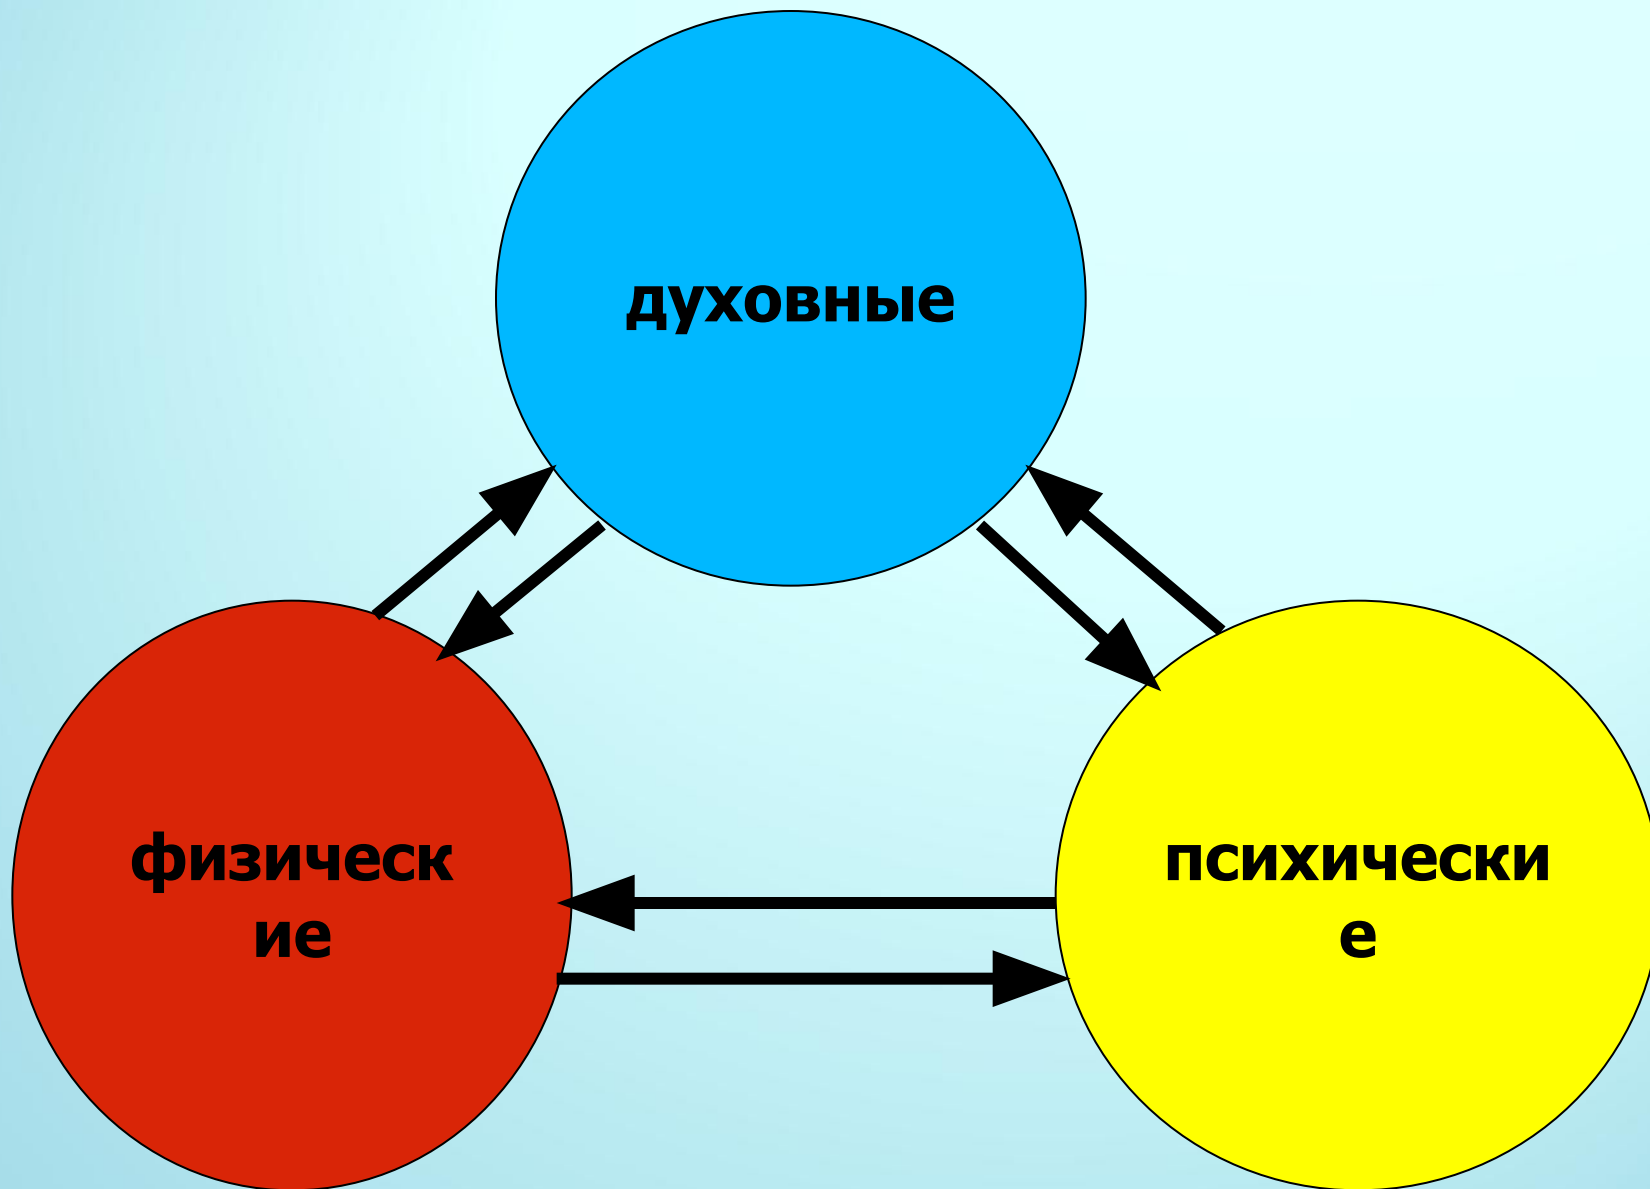 духовные
физическ
ие
психически
е